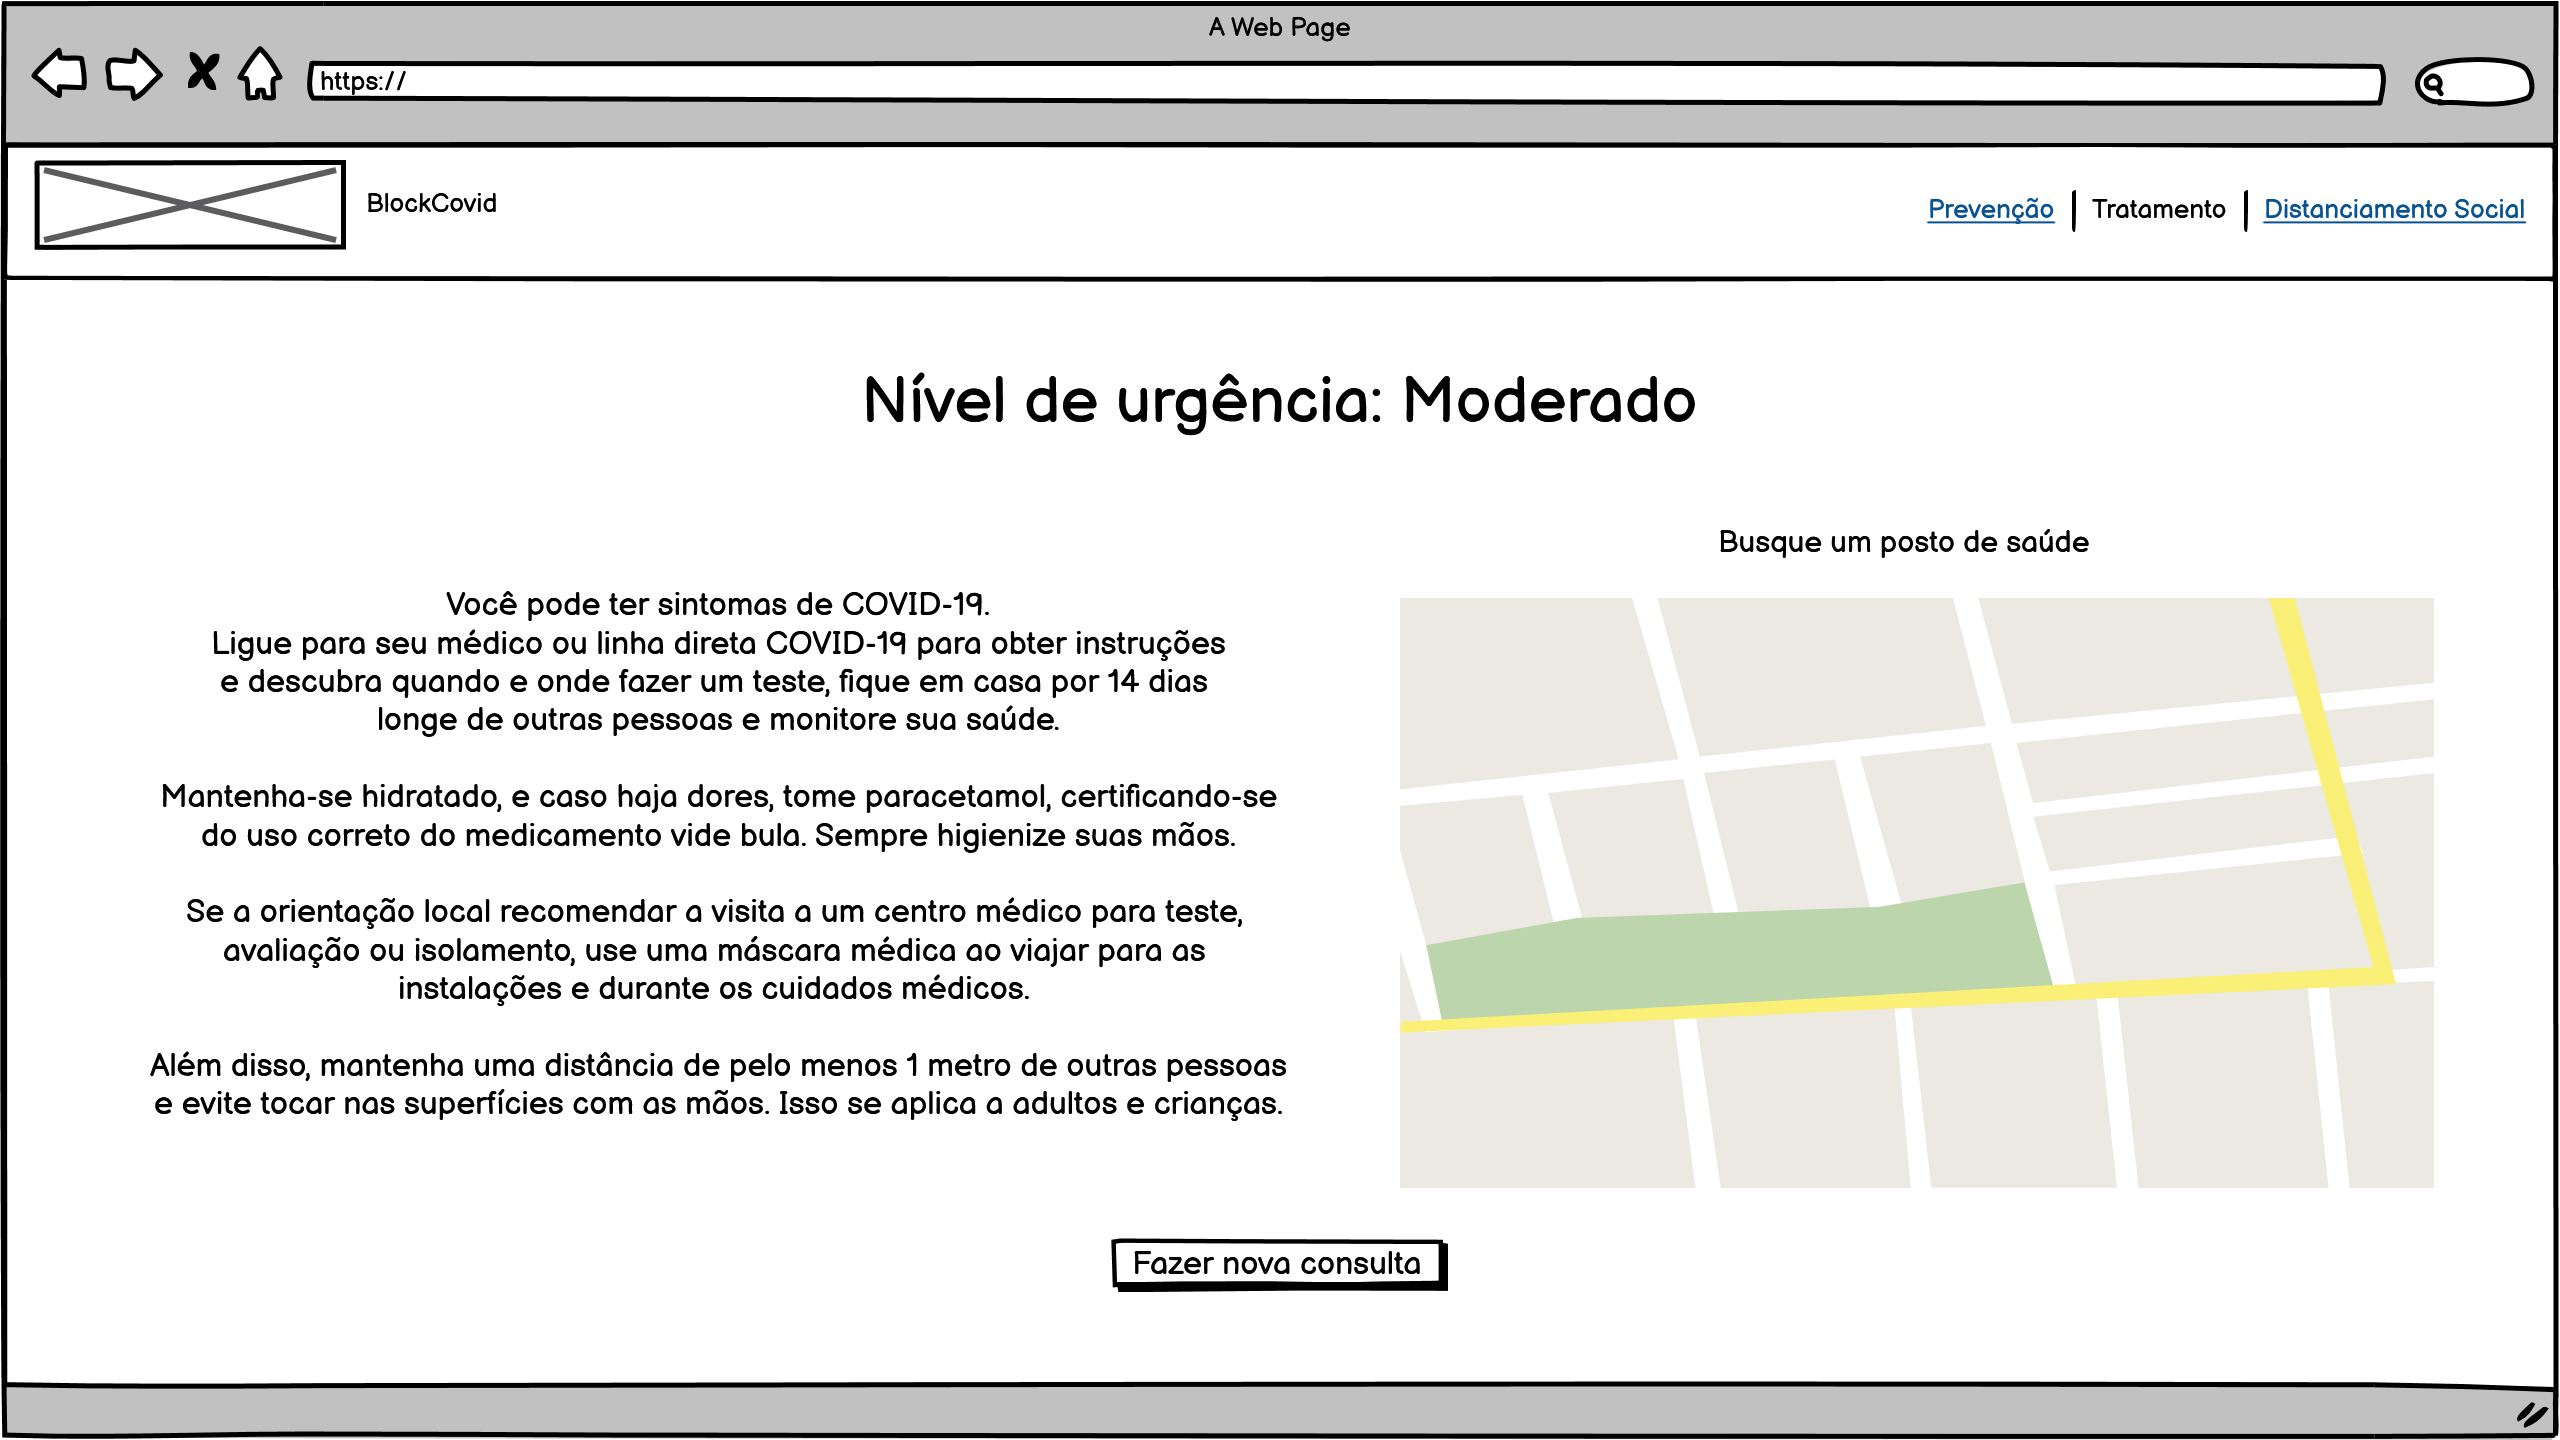 A Web Page
https://
BlockCovid
Prevenção Tratamento Distanciamento Social
Nível de urgência: Moderado
Busque um posto de saúde
Você pode ter sintomas de COVID-19.
Ligue para seu médico ou linha direta COVID-19 para obter instruções
e descubra quando e onde fazer um teste, fique em casa por 14 dias
longe de outras pessoas e monitore sua saúde.
Mantenha-se hidratado, e caso haja dores, tome paracetamol, certificando-se
do uso correto do medicamento vide bula. Sempre higienize suas mãos.
Se a orientação local recomendar a visita a um centro médico para teste,
avaliação ou isolamento, use uma máscara médica ao viajar para as
instalações e durante os cuidados médicos.
Além disso, mantenha uma distância de pelo menos 1 metro de outras pessoas
e evite tocar nas superfícies com as mãos. Isso se aplica a adultos e crianças.
Fazer nova consulta